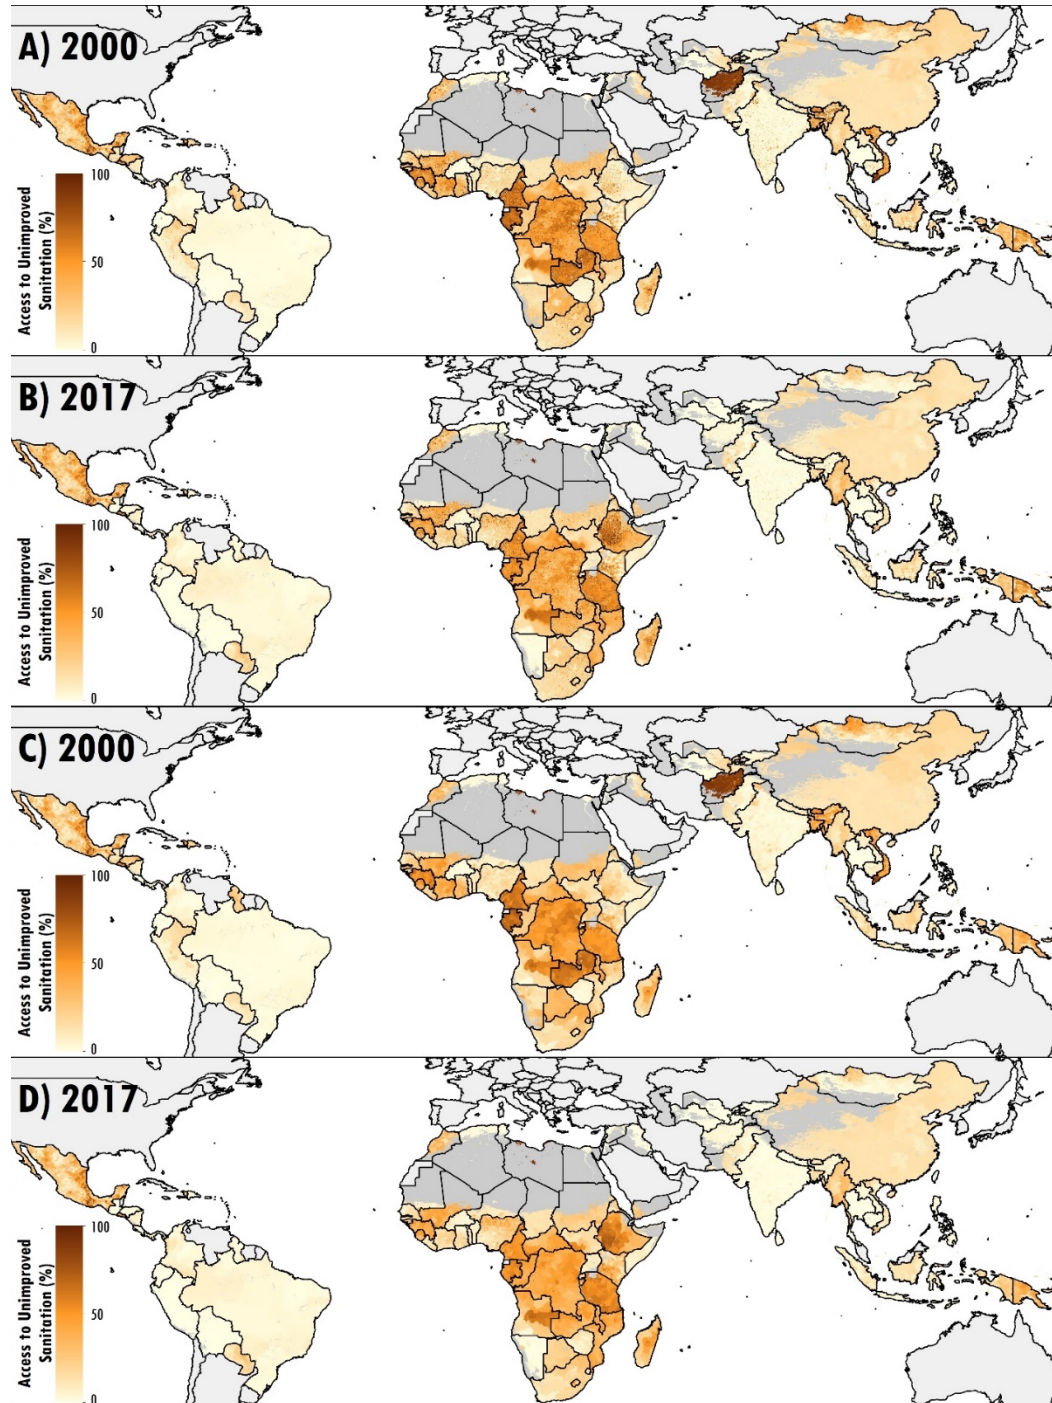 A) 2000
Access to Unimproved
Sanitation (%)
100
50
0
B) 2017
Access to Unimproved
Sanitation (%)
100
50
0
C) 2000
Access to Unimproved
Sanitation (%)
100
50
0
D) 2017
Access to Unimproved
Sanitation (%)
100
50
0